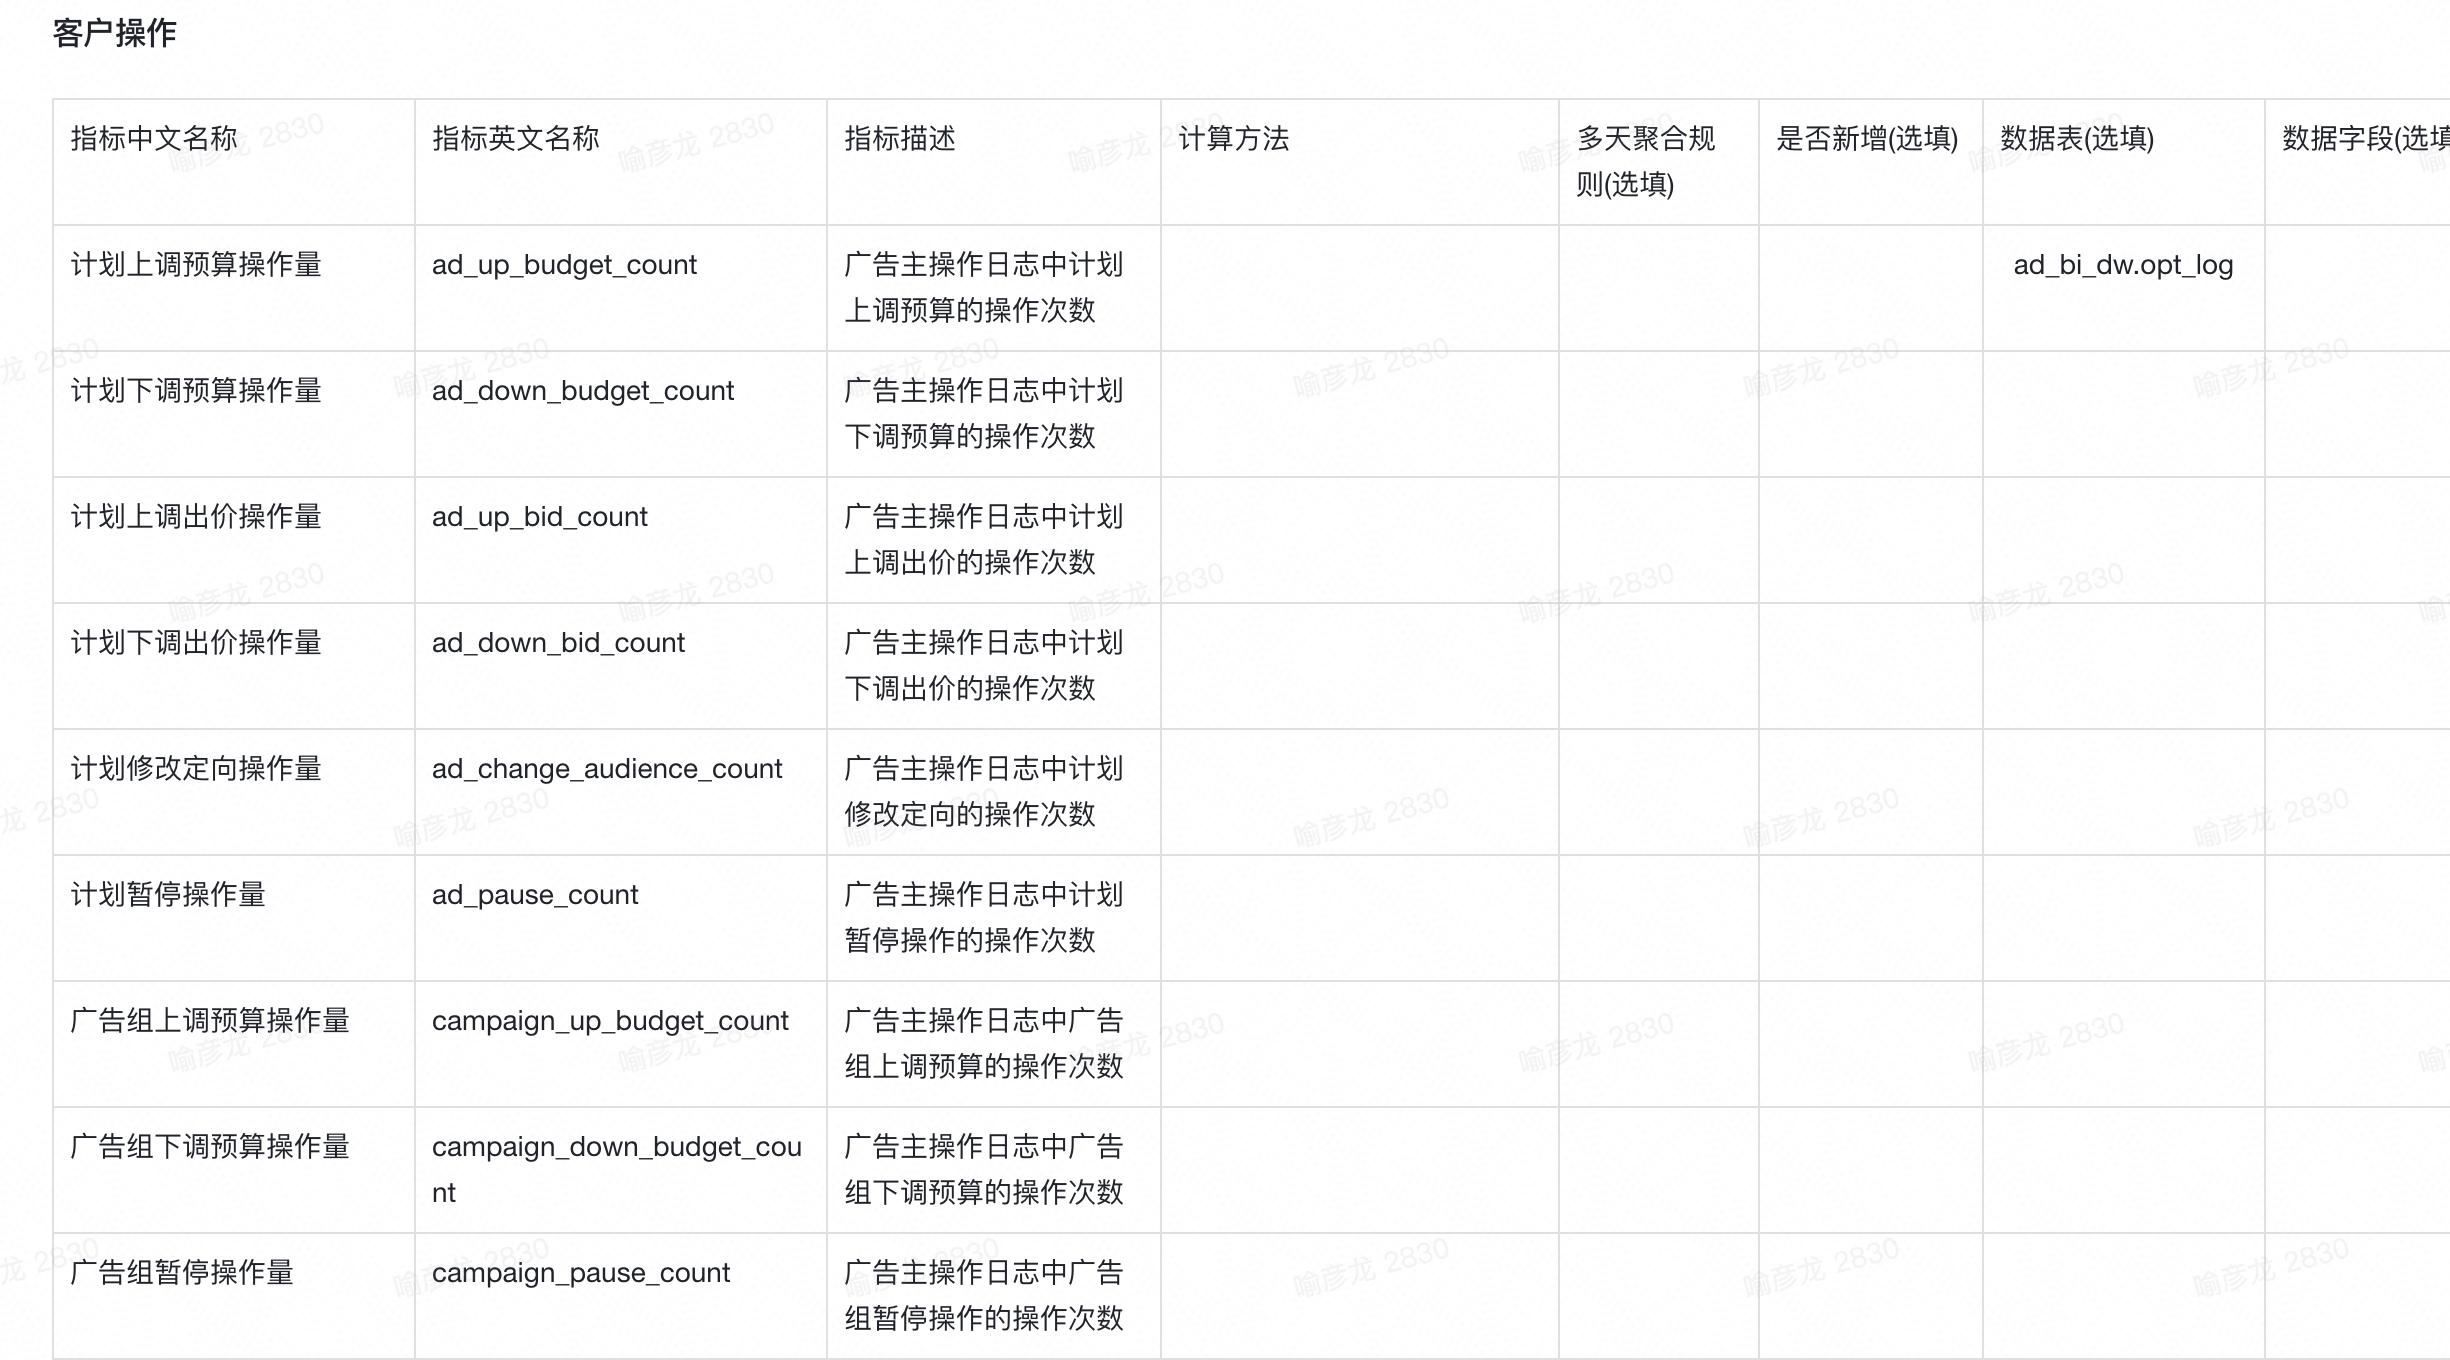 客户操作
指标中文名称 指标英文名称 指标描述 计算方法 多天聚合规 是否新增(选填) 数据表(选填) 数据字段(选填
则(选填)
计划上调预算操作量 ad_up_budget_count 广告主操作日志中计划 ad_bi_dw.opt_log
上调预算的操作次数
计划下调预算操作量 ad_down_budget_count 广告主操作日志中计划
下调预算的操作次数
计划上调出价操作量 ad_up_bid_count 广告主操作日志中计划
上调出价的操作次数
计划下调出价操作量 ad_down_bid_count 广告主操作日志中计划
下调出价的操作次数
计划修改定向操作量 ad_change_audience_count 广告主操作日志中计划
修改定向的操作次数
计划暂停操作量 ad_pause_count 广告主操作日志中计划
暂停操作的操作次数
广告组上调预算操作量 campaign_up_budget_count 广告主操作日志中广告
组上调预算的操作次数
广告组下调预算操作量 campaign_down_budget_cou 广告主操作日志中广告
nt 组下调预算的操作次数
广告组暂停操作量 campaign_pause_count 广告主操作日志中广告
组暂停操作的操作次数
喻彦龙 2830